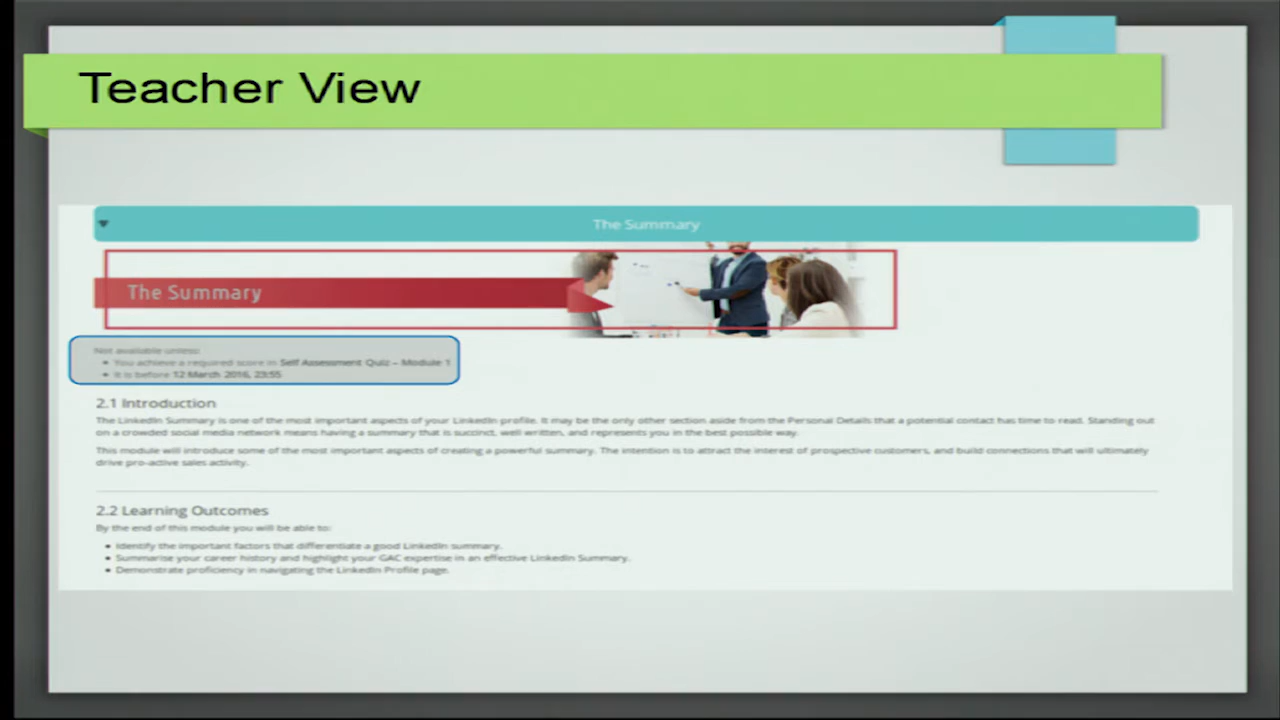 Teacher View
The Summary
The Summary
Not available unless:
• You achieve a required score in Self Assessment Quiz – Module 1
• It is before 12 March 2016, 23:55
2.1 Introduction
The LinkedIn Summary is one of the most important aspects of your LinkedIn profile. It may be the only other section aside from the Personal Details that a potential contact has time to read. Standing out
on a crowded social media network means having a summary that is succinct, well written, and represents you in the best possible way.
This module will introduce some of the most important aspects of creating a powerful summary. The intention is to attract the interest of prospective customers, and build connections that will ultimately
drive pro-active sales activity.
2.2 Learning Outcomes
By the end of this module you will be able to:
• Identify the important factors that differentiate a good LinkedIn summary.
• Summarise your career history and highlight your GAC expertise in an effective LinkedIn Summary.
• Demonstrate proficiency in navigating the LinkedIn Profile page.